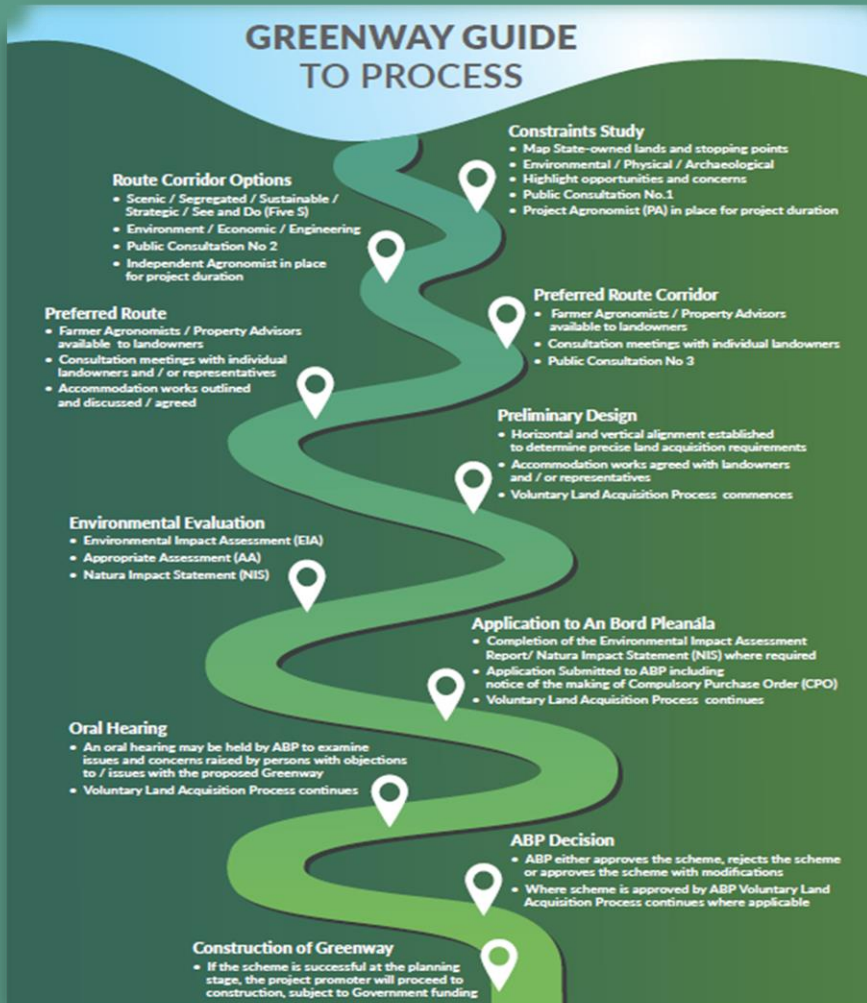 GREENWAY GUIDE
TO PROCESS
Constraints Study
• Map State-owned lands and stopping points
• Environmental / Physical / Archaeological
• Highlight opportunities and concerns
• Public Consultation No.1
• Project Agronomist (PA) in place for project duration
Route Corridor Options
• Scenic / Segregated / Sustainable /
Strategic / See and Do (Five S)
• Environment / Economic / Engineering
• Public Consultation No 2
• Independent Agronomist in place
for project duration
Preferred Route Corridor
• Farmer Agronomists / Property Advisors
available to landowners
• Consultation meetings with individual landowners
• Public Consultation No 3
Preferred Route
• Farmer Agronomists / Property Advisors
available to landowners
• Consultation meetings with individual
landowners and / or representatives
• Accommodation works outlined
and discussed / agreed
Preliminary Design
• Horizontal and vertical alignment established
to determine precise land acquisition requirements
• Accommodation works agreed with landowners
and / or representatives
• Voluntary Land Acquisition Process commences
Environmental Evaluation
• Environmental Impact Assessment (EIA)
• Appropriate Assessment (AA)
• Natura Impact Statement (NIS)
Application to An Bord Pleanála
• Completion of the Environmental Impact Assessment
Report/ Natura Impact Statement (NIS) where required
• Application Submitted to ABP including
notice of the making of Compulsory Purchase Order (CPO)
• Voluntary Land Acquisition Process continues
Oral Hearing
• An oral hearing may be held by ABP to examine
issues and concerns raised by persons with objections
to / issues with the proposed Greenway
• Voluntary Land Acquisition Process continues
ABP Decision
• ABP either approves the scheme, rejects the scheme
or approves the scheme with modifications
• Where scheme is approved by ABP Voluntary Land
Acquisition Process continues where applicable
Construction of Greenway
• If the scheme is successful at the planning
stage, the project promoter will proceed to
construction, subject to Government funding